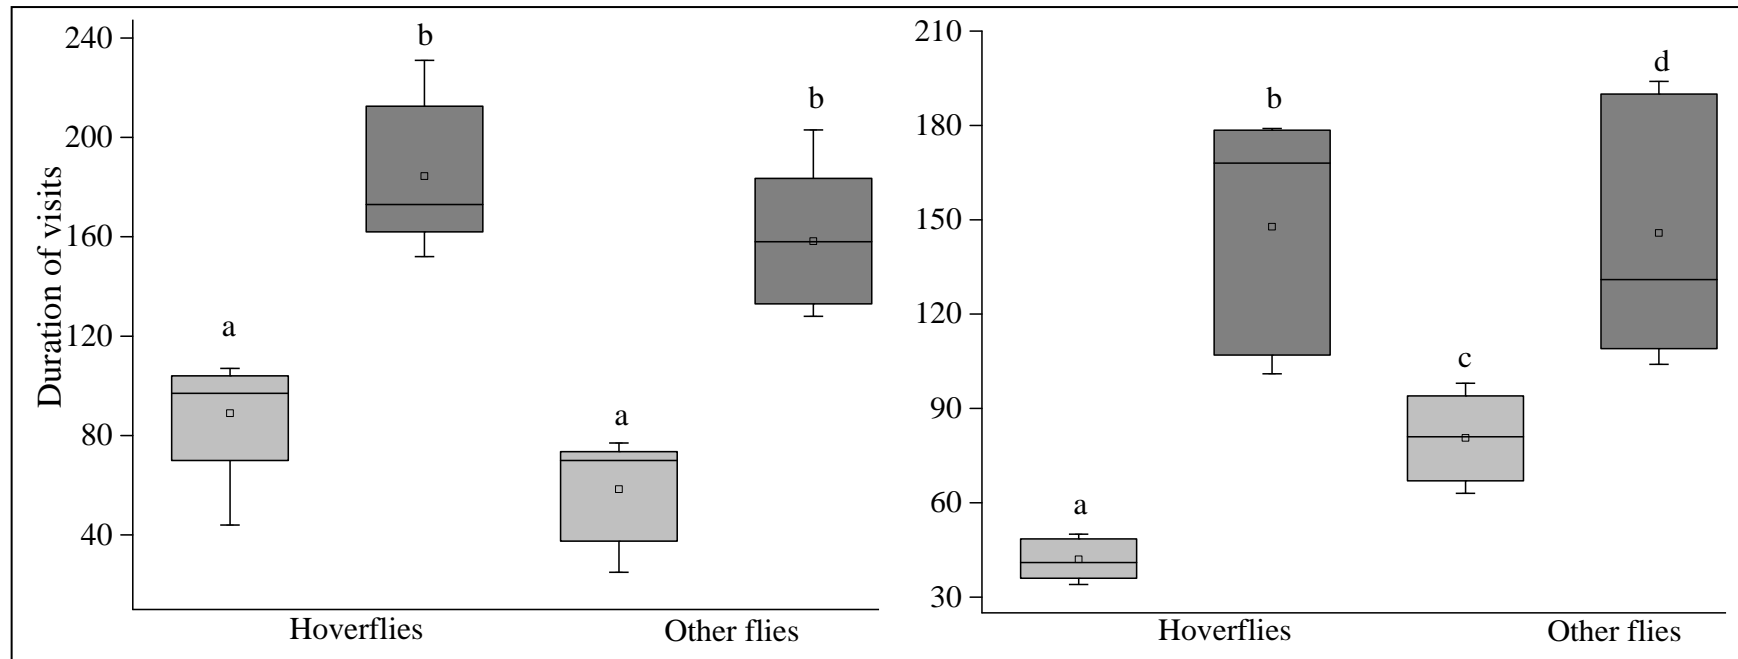 Duration of visits
240
200
160
120
80
40
a
b
a
b
Hoverflies
Other flies
210
180
150
120
90
60
30
a
b
c
d
Hoverflies
Other flies